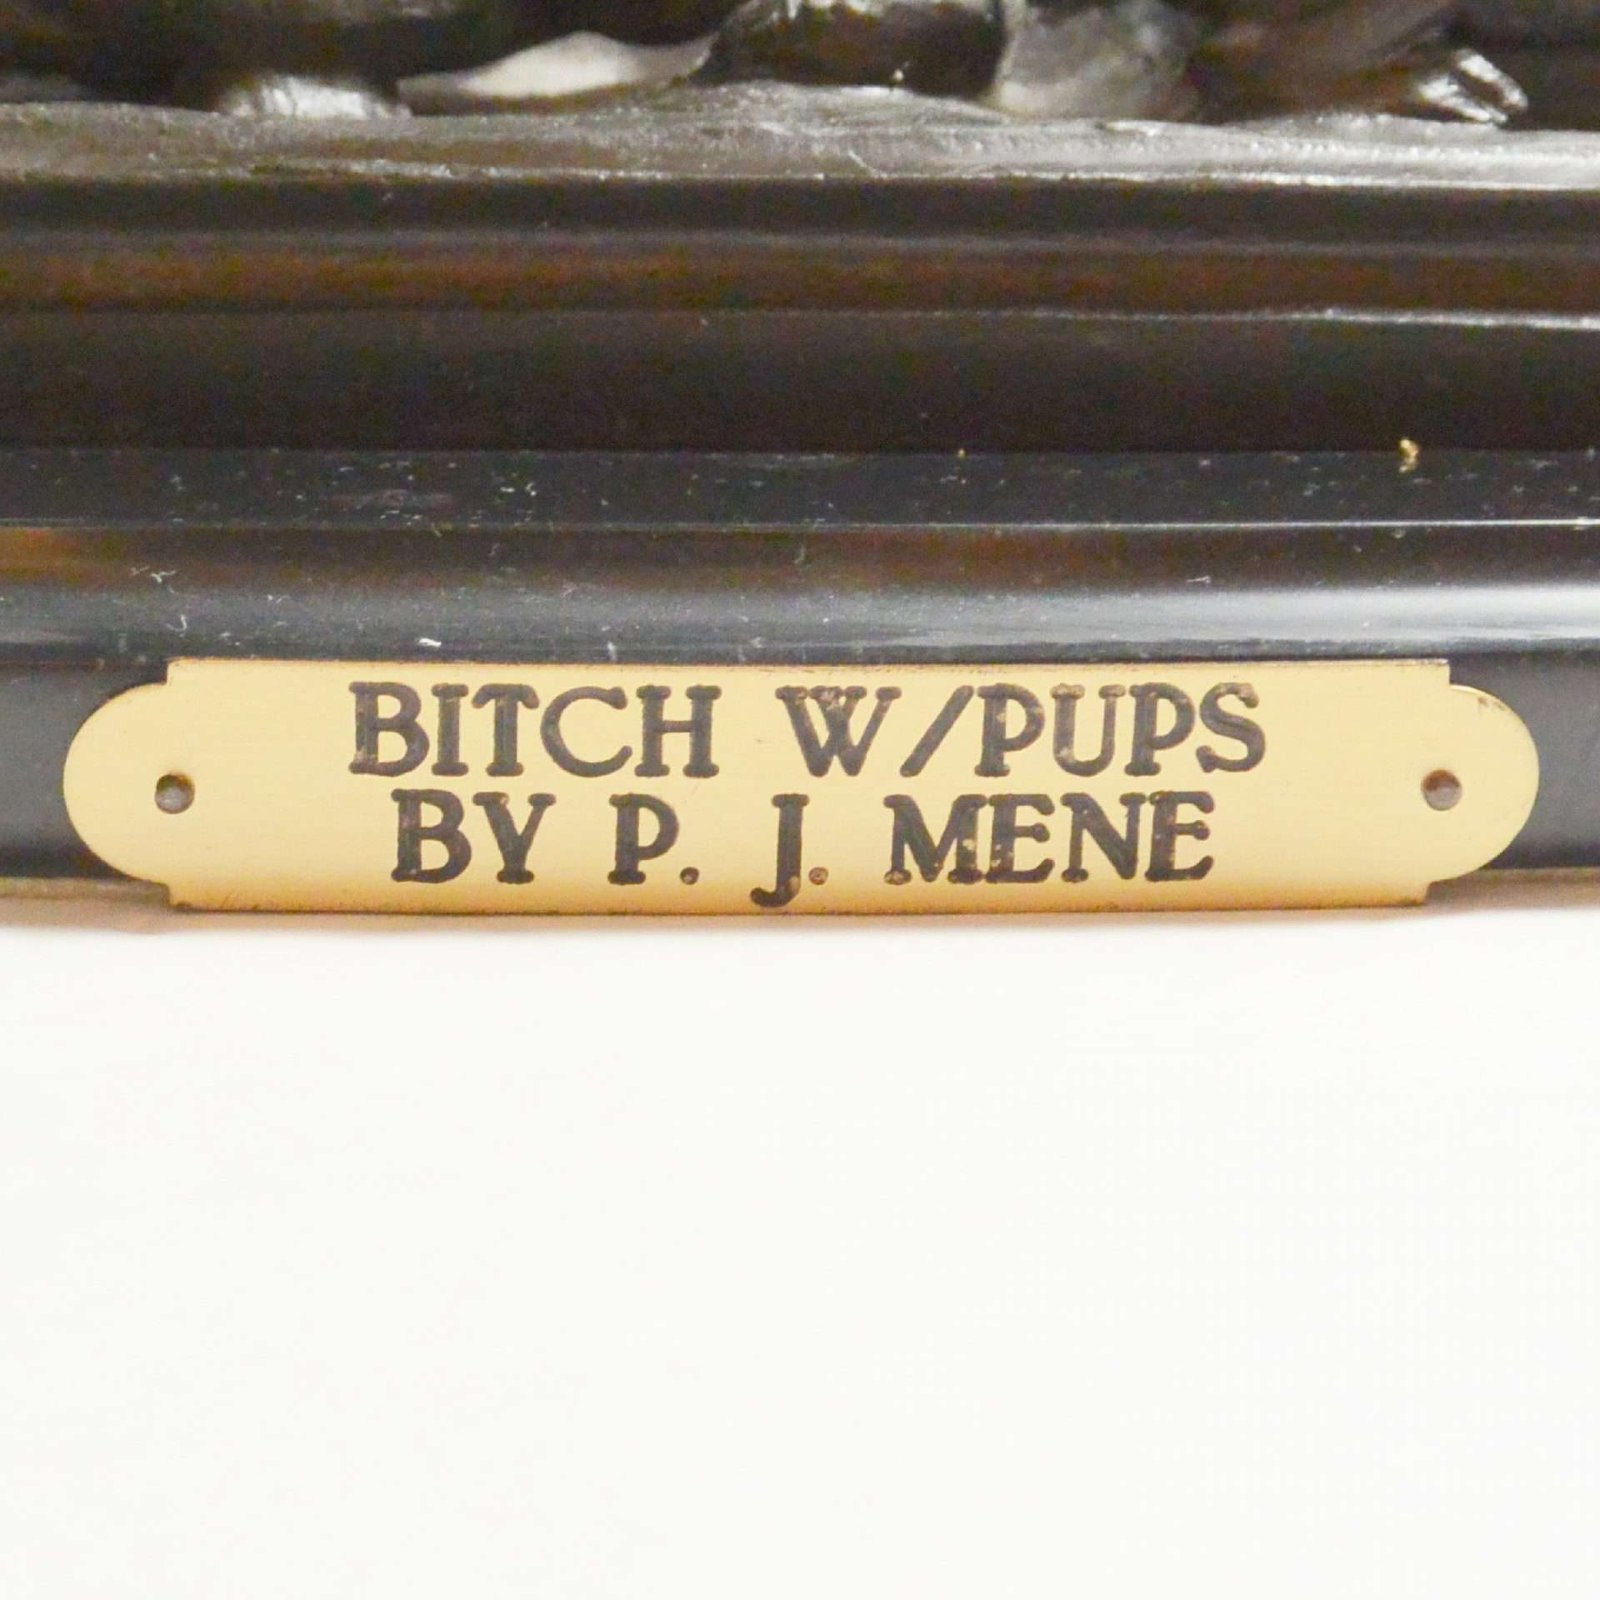 BITCH W/PUPS
BY P. J. MENE